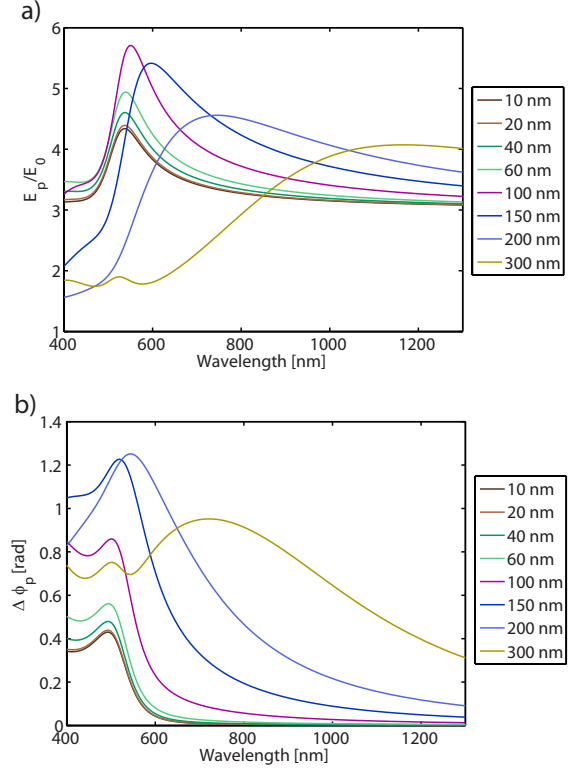 a)
6
5
4
3
2
1
E_p/E_0
400 600 800 1000 1200
Wavelength [nm]
10 nm
20 nm
40 nm
60 nm
100 nm
150 nm
200 nm
300 nm
b)
1.4
1.2
1
0.8
0.6
0.4
0.2
0
Δ ϕ_p [rad]
400 600 800 1000 1200
Wavelength [nm]
10 nm
20 nm
40 nm
60 nm
100 nm
150 nm
200 nm
300 nm